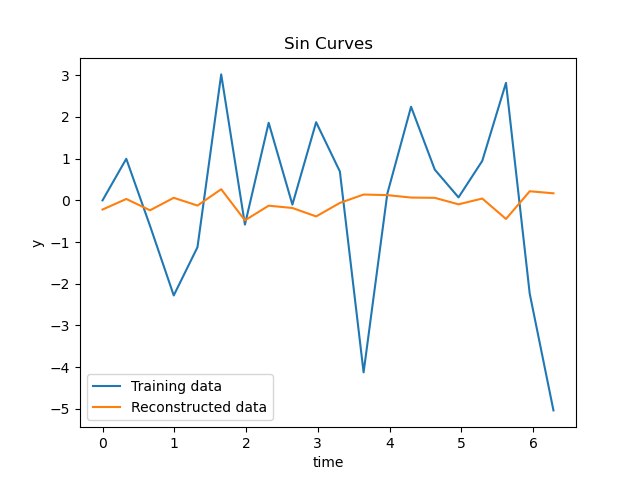 Sin Curves
3
2
1
0
−1
−2
−3
−4
−5
y
Training data
Reconstructed data
0 1 2 3 4 5 6
time